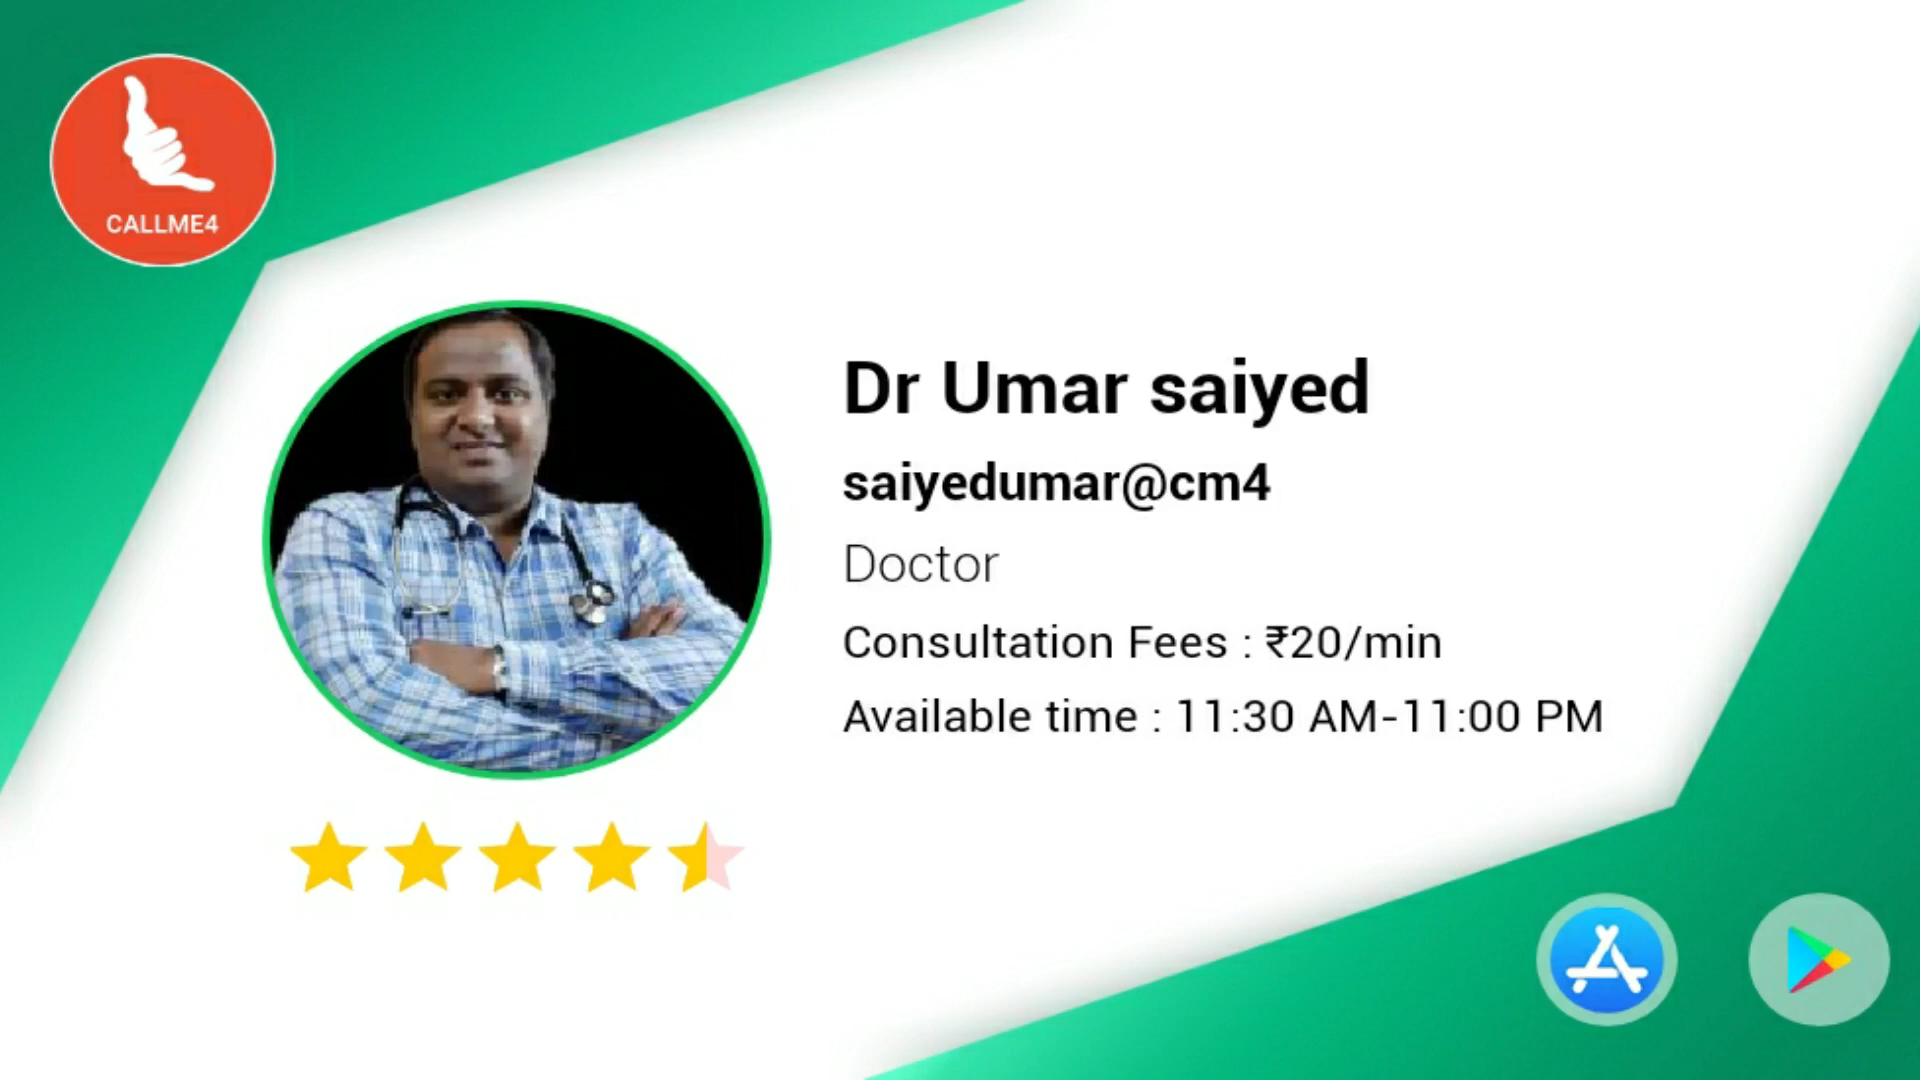 CALLME4
Dr Umar saiyed
saiyedumar@cm4
Doctor
Consultation Fees : ₹20/min
Available time : 11:30 AM-11:00 PM